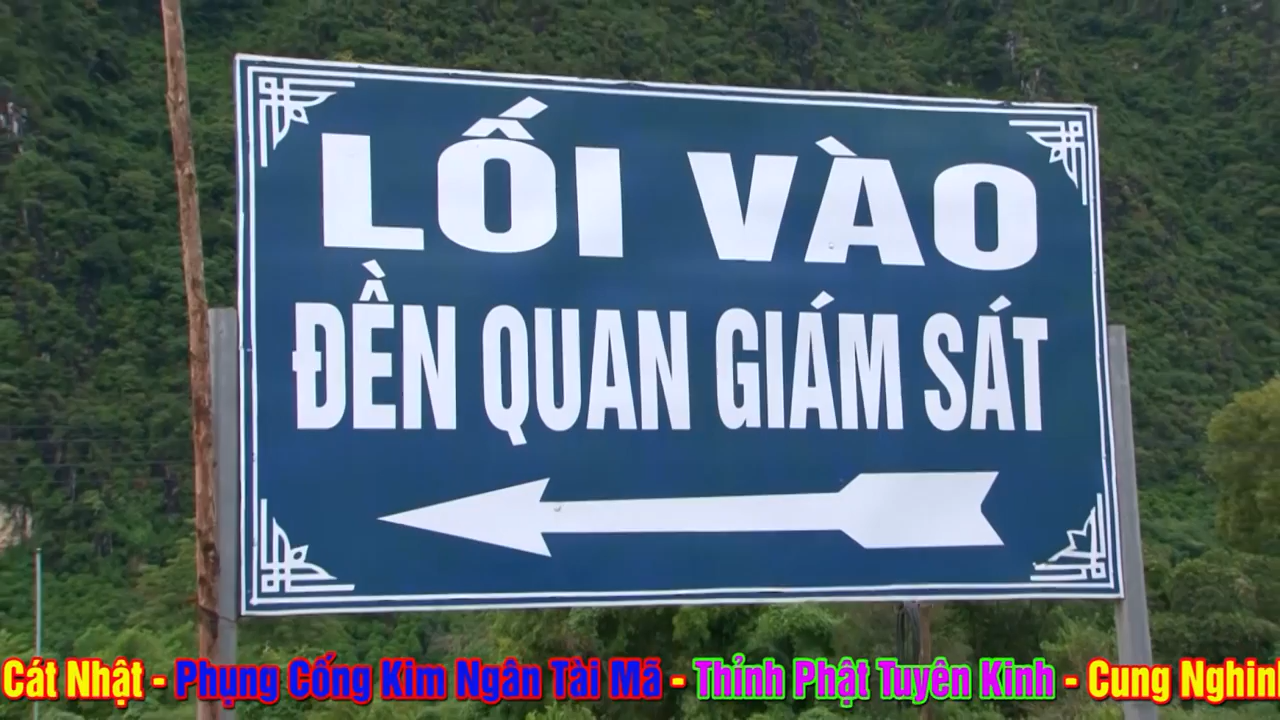 LỐI VÀO
ĐỀN QUAN GIÁM SÁT
Cát Nhật - Phụng Cống Kim Ngân Tài Mã - Thỉnh Phật Tuyên Kinh - Cung Nghinh